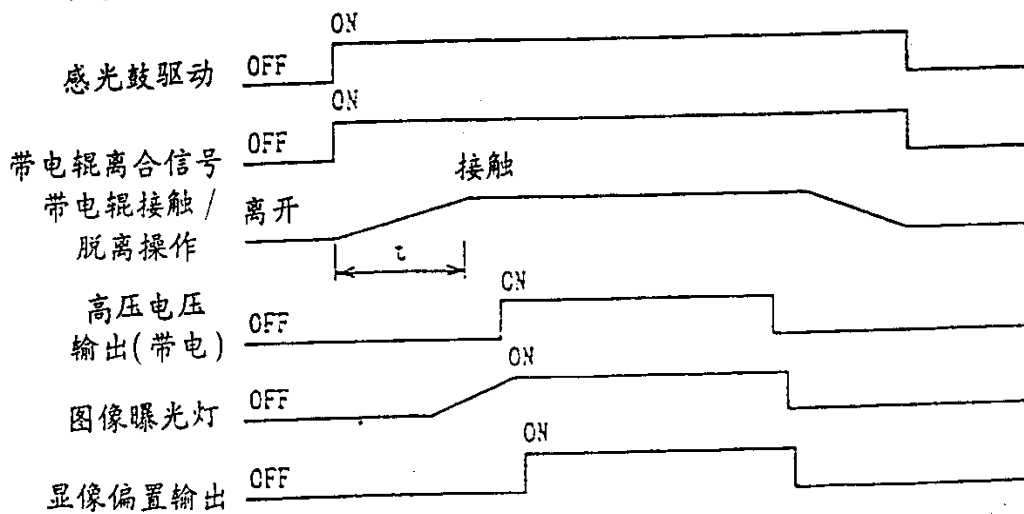 ON
感光鼓驱动 OFF
ON
带电辊离合信号 OFF
接触
带电辊接触/ 离开
脱离操作
t
ON
高压电压
输出(带电) OFF
ON
图像曝光灯 OFF
ON
显像偏置输出 OFF